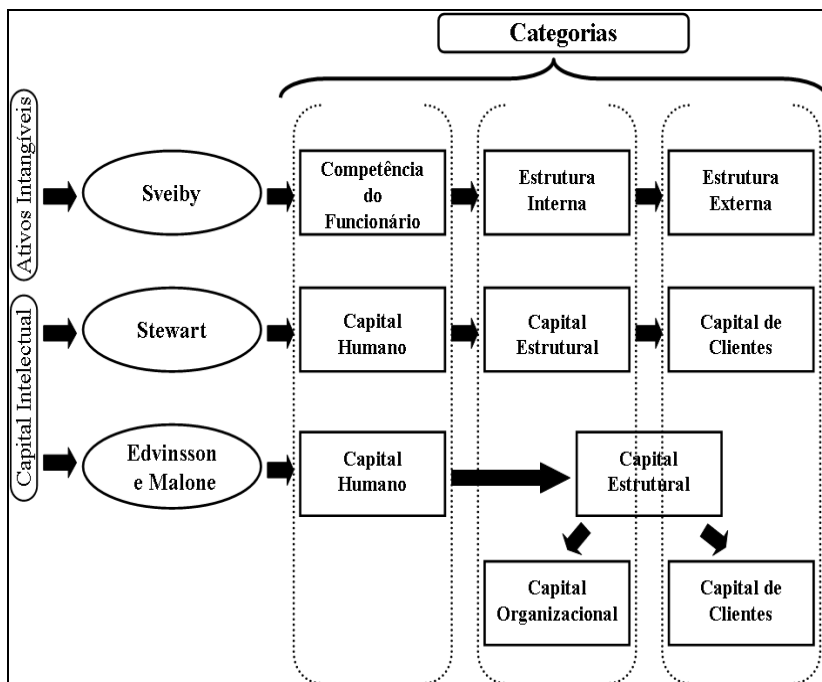 Categorias
Ativos Intangíveis
Sveiby
Competência
do
Funcionário
Estrutura
Interna
Estrutura
Externa
Capital Intelectual
Stewart
Capital
Humano
Capital
Estrutural
Capital de
Clientes
Edvinsson
e Malone
Capital
Humano
Capital
Estrutural
Capital
Organizacional
Capital de
Clientes